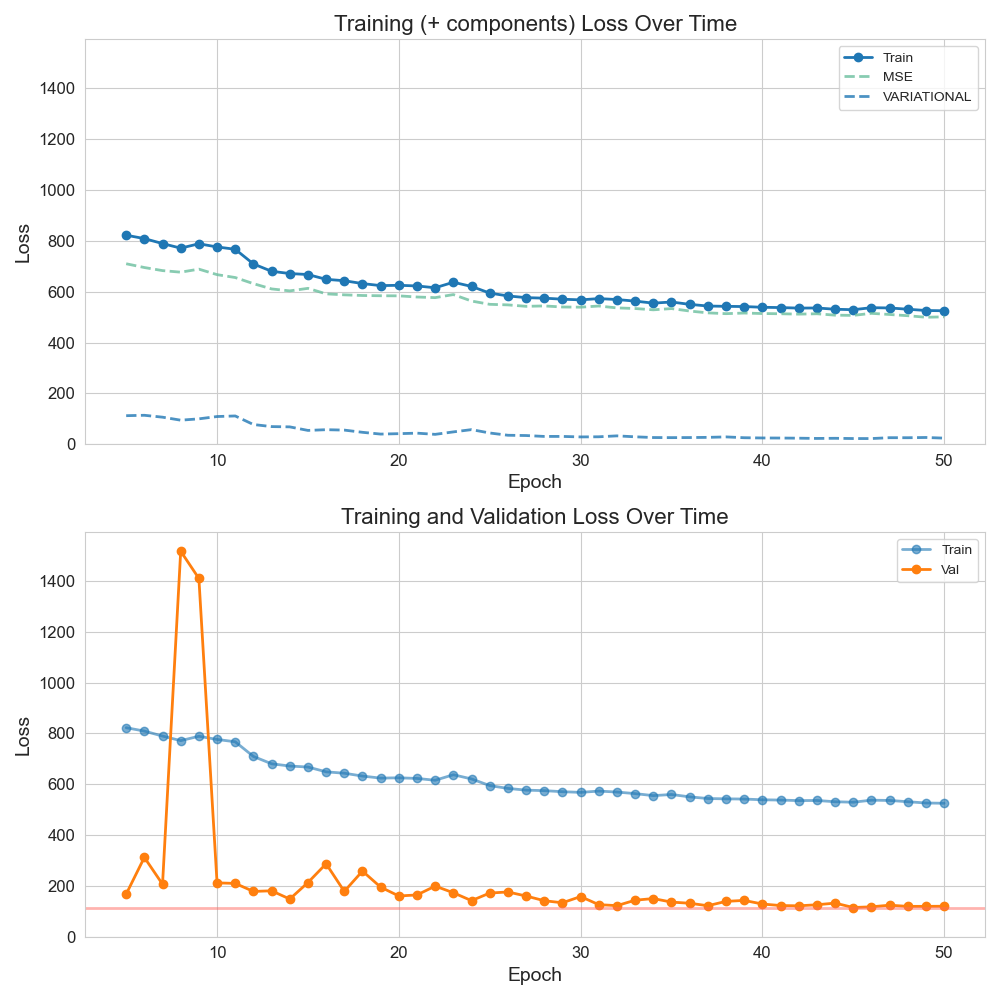 Training (+ components) Loss Over Time
Train
MSE
VARIATIONAL
1400
1200
1000
800
600
400
200
0
Loss
10
20
30
40
50
Epoch
Training and Validation Loss Over Time
Train
Val
1400
1200
1000
800
600
400
200
0
Loss
10
20
30
40
50
Epoch